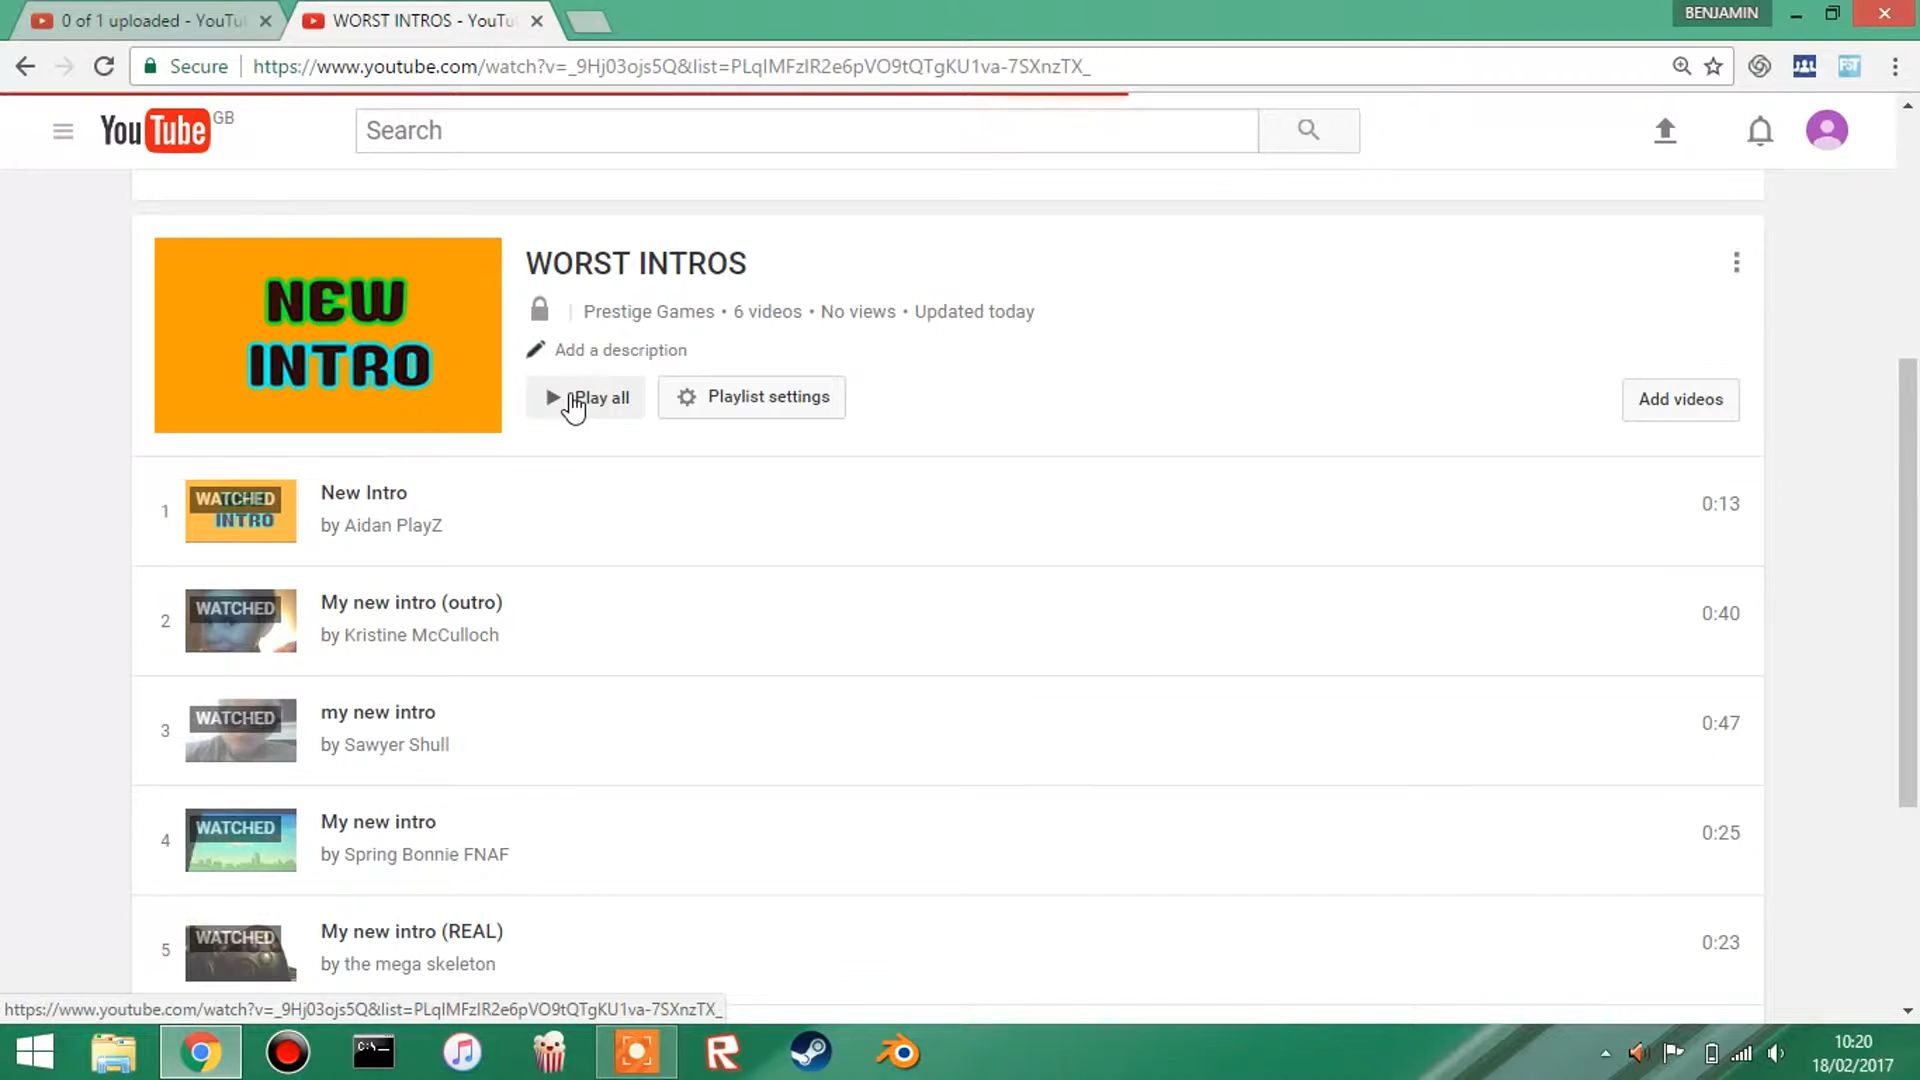 0 of 1 uploaded - YouTu
WORST INTROS - YouTu
BENJAMIN
Secure
https://www.youtube.com/watch?v=_9Hj03ojs5Q&list=PLqIMFzIR2e6pVO9tQTgKU1va-7SXnzTX_
YouTube GB
Search
NEW
INTRO
WORST INTROS
Prestige Games • 6 videos • No views • Updated today
Add a description
Play all
Playlist settings
Add videos
1
WATCHED
INTRO
New Intro
by Aidan PlayZ
0:13
2
WATCHED
My new intro (outro)
by Kristine McCulloch
0:40
3
WATCHED
my new intro
by Sawyer Shull
0:47
4
WATCHED
My new intro
by Spring Bonnie FNAF
0:25
5
WATCHED
My new intro (REAL)
by the mega skeleton
0:23
https://www.youtube.com/watch?v=_9Hj03ojs5Q&list=PLqIMFzIR2e6pVO9tQTgKU1va-7SXnzTX_
10:20
18/02/2017